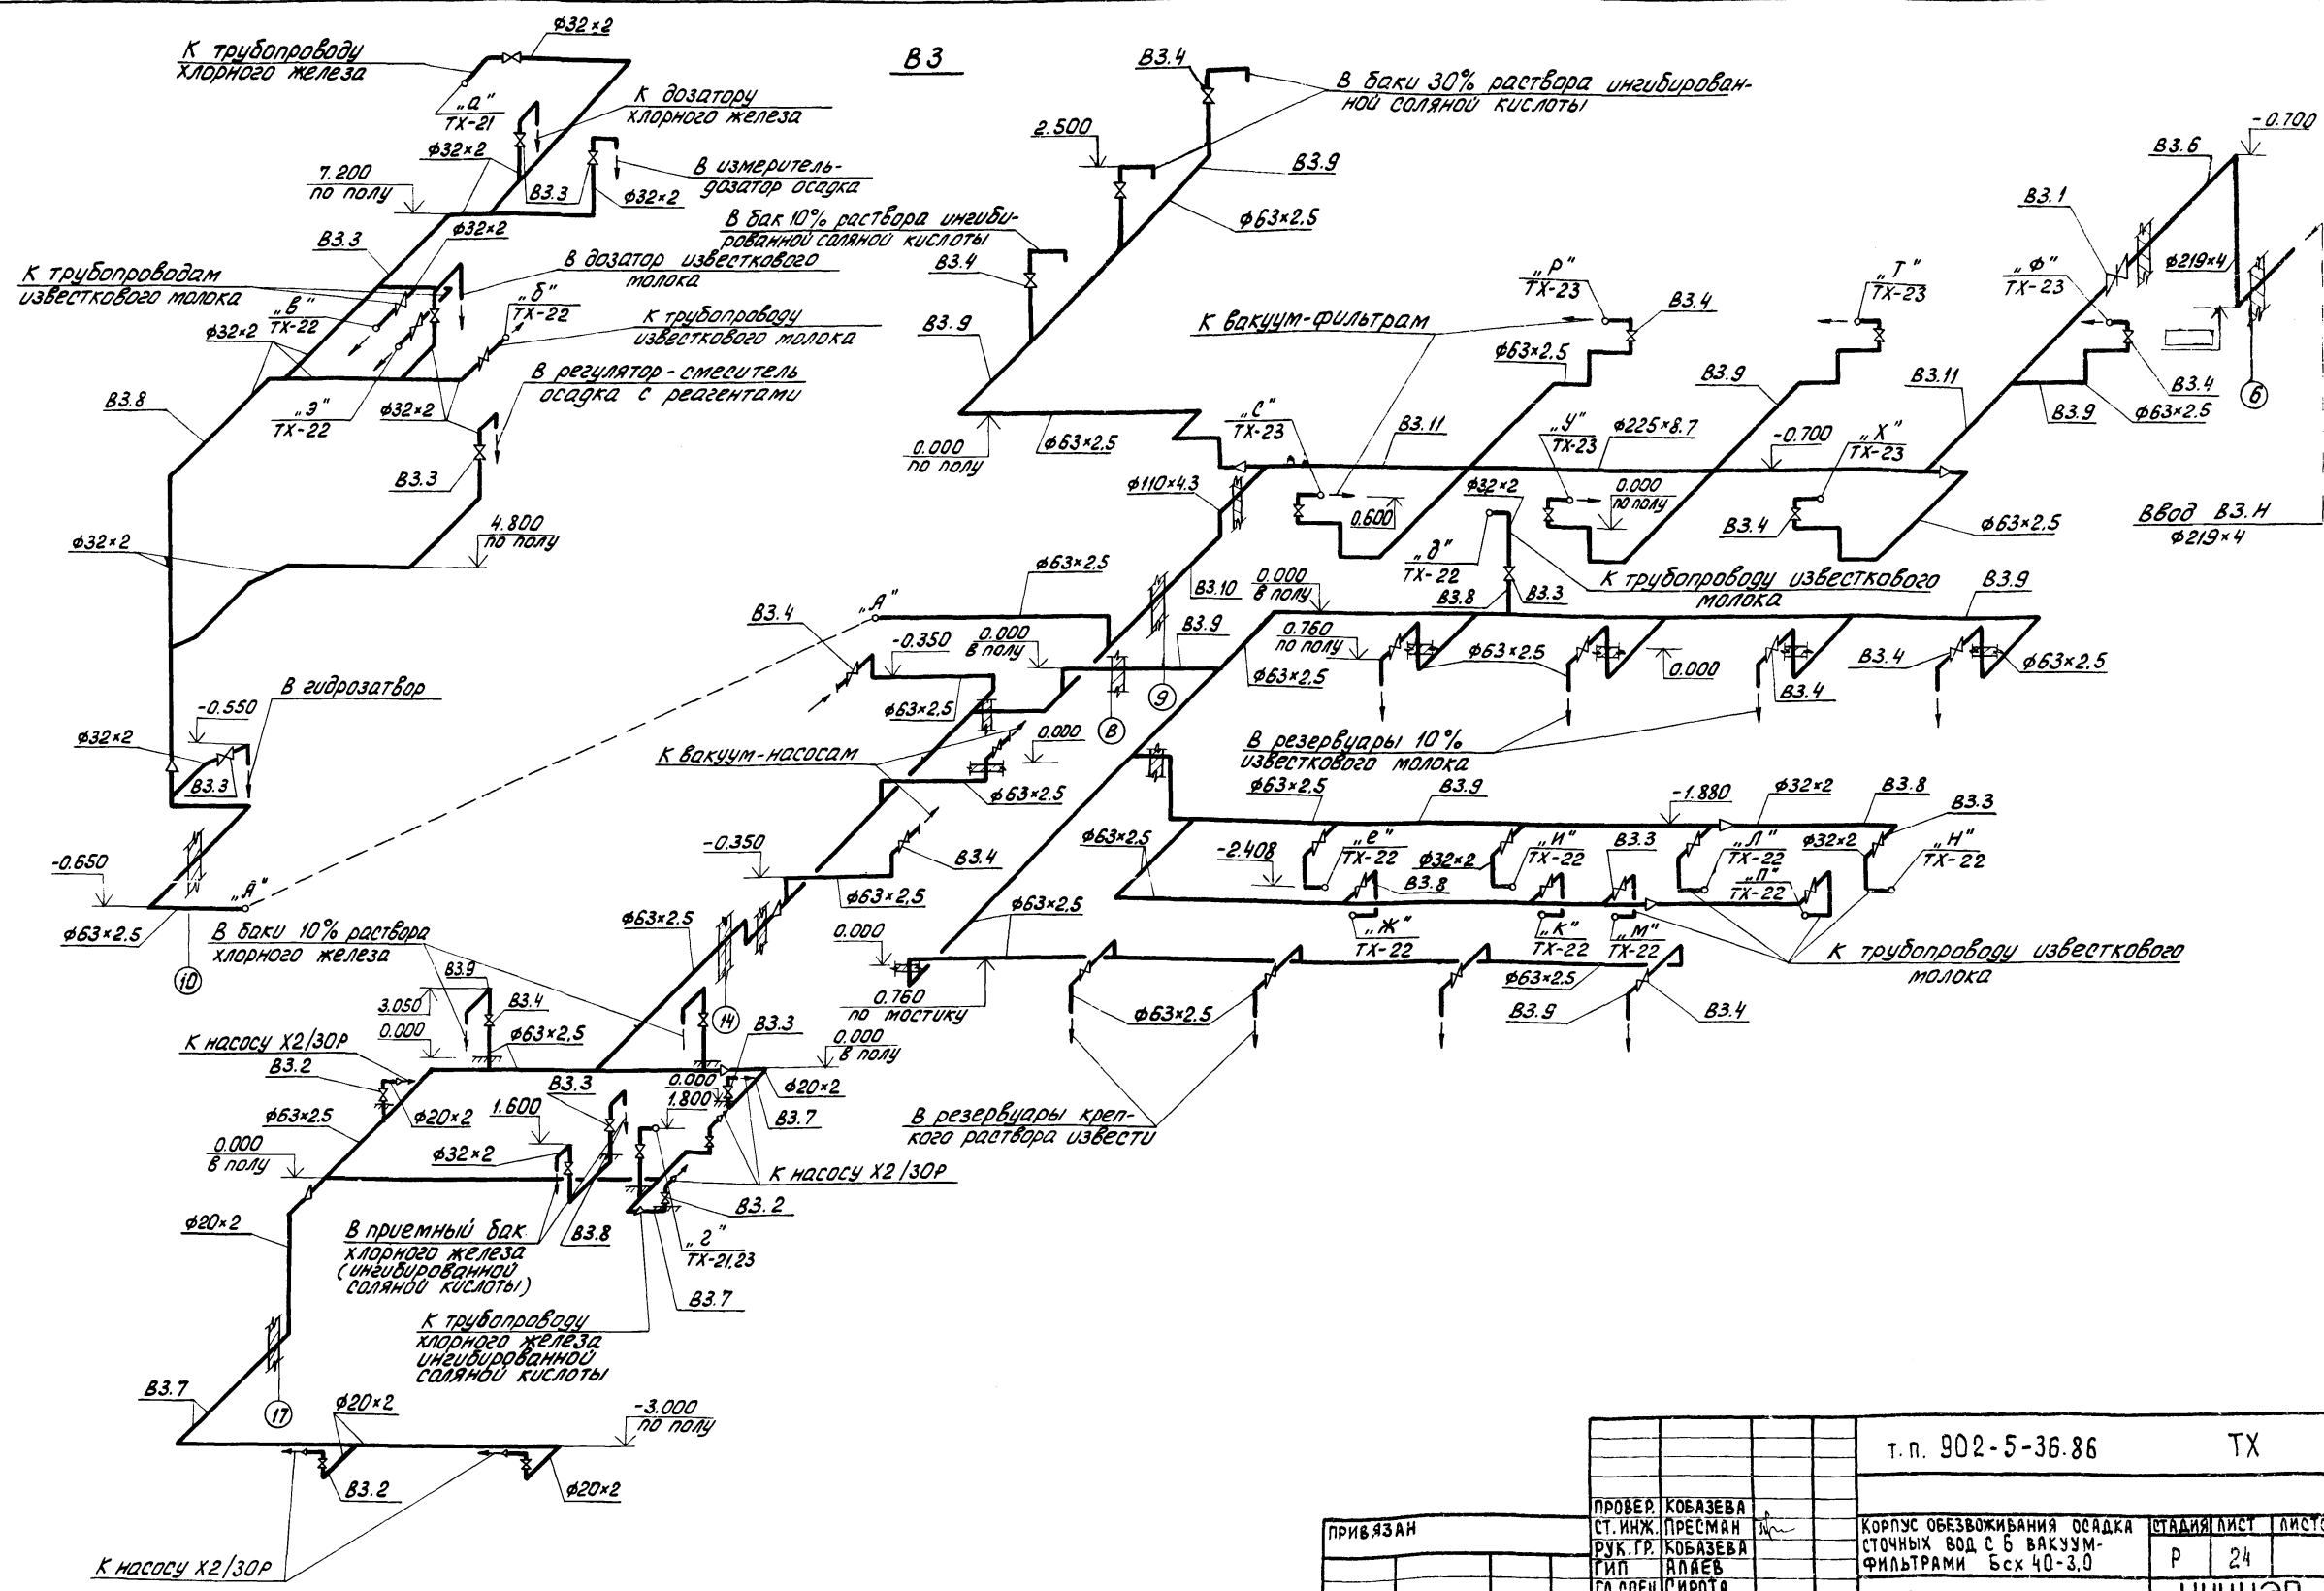 В3
К трубопроводу
хлорного железа
ф32×2
„а"
ТХ-21
К дозатору
хлорного железа
ф32×2
В3.3
В измеритель-
дозатор осадка
ф32×2
7.200
по полу
В3.3
ф32×2
В бак 10% раствора ингиби-
рованной соляной кислоты
К трубопроводам
известкового молока
„в"
ТХ-22
В дозатор известкового
молока
„б"
ТХ-22
К трубопроводу
известкового молока
ф32×2
В регулятор-смеситель
осадка с реагентами
В3.8
„э"
ТХ-22
ф32×2
В3.3
4.800
по полу
ф32×2
В гидрозатвор
-0.550
ф32×2
В3.3
-0.650
„А"
ф63×2.5
10
В3.4
В баки 30% раствора ингибирован-
ной соляной кислоты
2.500
В3.9
ф63×2.5
В3.4
В3.9
0.000
по полу
ф63×2.5
К вакуум-фильтрам
„Р"
ТХ-23
В3.4
ф63×2.5
„Т"
ТХ-23
В3.9
„Ф"
ТХ-23
В3.1
В3.6
-0.700
ф219×4
6
В3.4
В3.9
ф63×2.5
В3.11
Ввод В3.Н
ф219×4
„С"
ТХ-23
В3.11
„У"
ТХ-23
ф225×8.7
-0.700
„Х"
ТХ-23
ф110×4.3
0.600
ф32×2
0.000
по полу
В3.4
ф63×2.5
„д"
ТХ-22
В3.8
В3.3
К трубопроводу известкового
молока
В3.9
ф63×2.5
В3.10
0.000
в полу
„А"
В3.4
-0.350
0.000
в полу
В3.9
ф63×2.5
0.760
по полу
ф63×2.5
0.000
В3.4
В3.4
ф63×2.5
ф63×2.5
9
8
0.000
К вакуум-насосам
ф63×2.5
В резервуары 10%
известкового молока
ф63×2.5
В3.9
-1.880
ф32×2
В3.8
В3.3
-0.350
В3.4
ф63×2.5
ф63×2.5
-2.408
„е"
ТХ-22
ф32×2
„И"
ТХ-22
В3.3
„Л"
ТХ-22
ф32×2
„Н"
ТХ-22
В3.8
„П"
ТХ-22
„Ж"
ТХ-22
„К"
ТХ-22
„М"
ТХ-22
К трубопроводу известкового
молока
ф63×2.5
0.000
ф63×2.5
0.760
по мостику
ф63×2.5
ф63×2.5
В3.9
В3.4
В резервуары креп-
кого раствора извести
В баки 10% раствора
хлорного железа
В3.9
3.050
0.000
В3.4
ф63×2.5
14
В3.3
0.000
в полу
К насосу Х2/30Р
В3.2
ф63×2.5
ф20×2
1.600
В3.3
0.000
1.800
ф20×2
В3.7
0.000
в полу
ф32×2
К насосу Х2/30Р
В3.2
ф20×2
В приемный бак
хлорного железа
(ингибированной
соляной кислоты)
В3.8
„г"
ТХ-21,23
В3.7
К трубопроводу
хлорного железа
ингибированной
соляной кислоты
В3.7
17
ф20×2
-3.000
по полу
В3.2
ф20×2
К насосу Х2/30Р
т.п. 902-5-36.86 ТХ
ПРИВЯЗАН
ПРОВЕР. КОБАЗЕВА
СТ.ИНЖ. ПРЕСМАН
РУК.ГР. КОБАЗЕВА
ГИП АЛАЕВ
ГЛ.СПЕЦ СИРОТА
КОРПУС ОБЕЗВОЖИВАНИЯ ОСАДКА
СТОЧНЫХ ВОД С 6 ВАКУУМ-
ФИЛЬТРАМИ Бсх 40-3,0
СТАДИЯ ЛИСТ ЛИСТО
Р 24